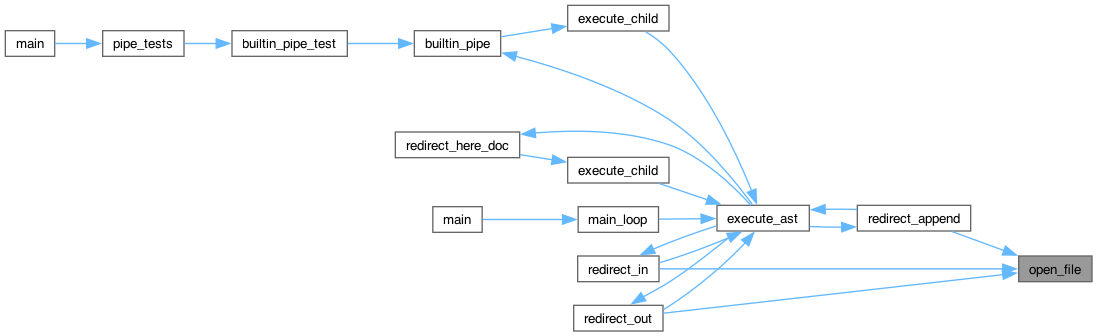 execute_child
main
pipe_tests
builtin_pipe_test
builtin_pipe
redirect_here_doc
execute_child
main
main_loop
execute_ast
redirect_append
redirect_in
open_file
redirect_out